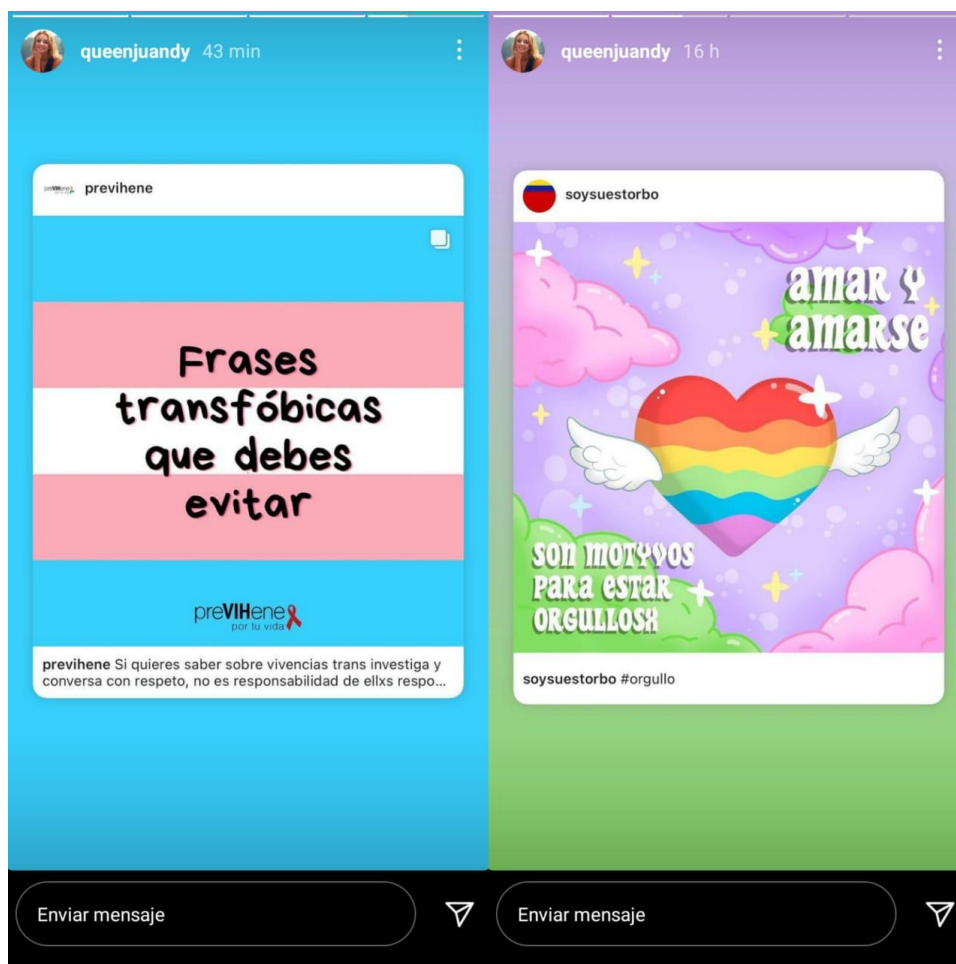 queenjuandy 43 min
previhene
Frases
transfóbicas
que debes
evitar
preVIHene
por tu vida
previhene Si quieres saber sobre vivencias trans investiga y
conversa con respeto, no es responsabilidad de ellxs respo...
Enviar mensaje
queenjuandy 16 h
soysuestorbo
AMAR Y
AMARSE
SON MOTYVOS
PARA ESTAR
ORGULLOSX
soysuestorbo #orgullo
Enviar mensaje